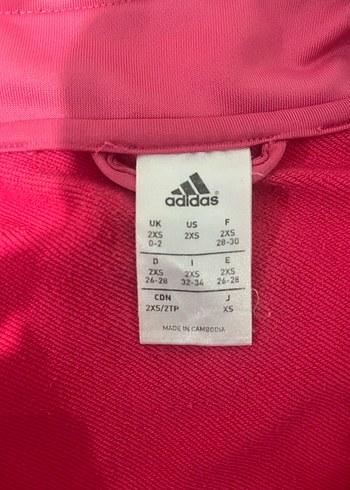 adidas®
UK US F
2XS 2XS 2XS
0-2 28-30
D I E
2XS 2XS 2XS
26-28 32-34 26-28
CDN J
2XS/2TP XS
MADE IN CAMBODIA